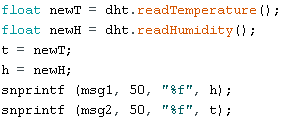 float newT = dht.readTemperature();
float newH = dht.readHumidity();
t = newT;
h = newH;
snprintf (msg1, 50, "%f", h);
snprintf (msg2, 50, "%f", t);